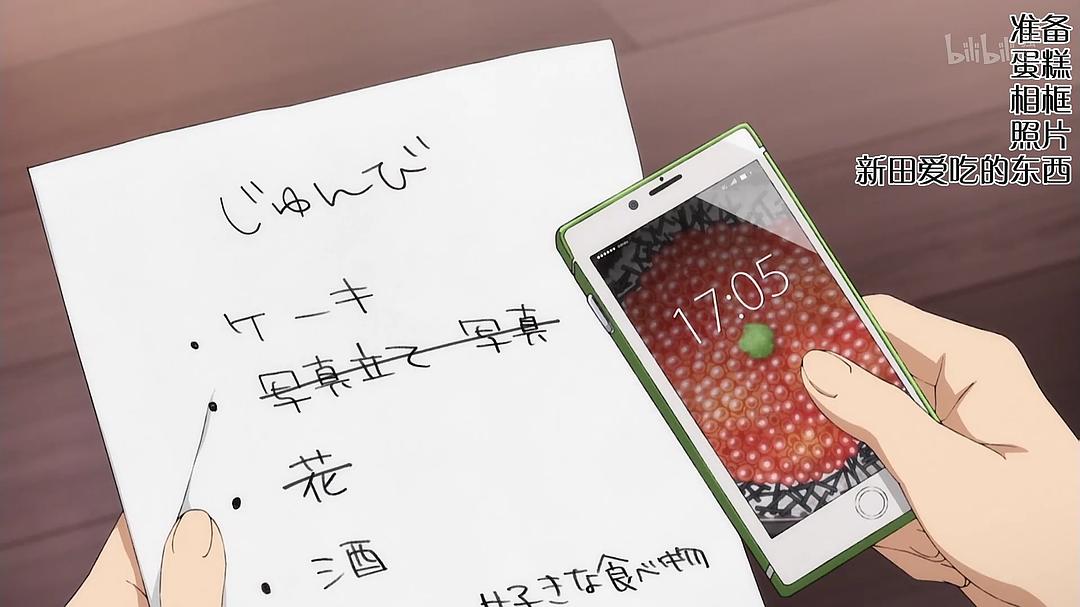 じゅんび
・ケーキ
・写真立て 写真
・花
・酒
好きな食べ物
17:05
准备
蛋糕
相框
照片
新田爱吃的东西
bilibili